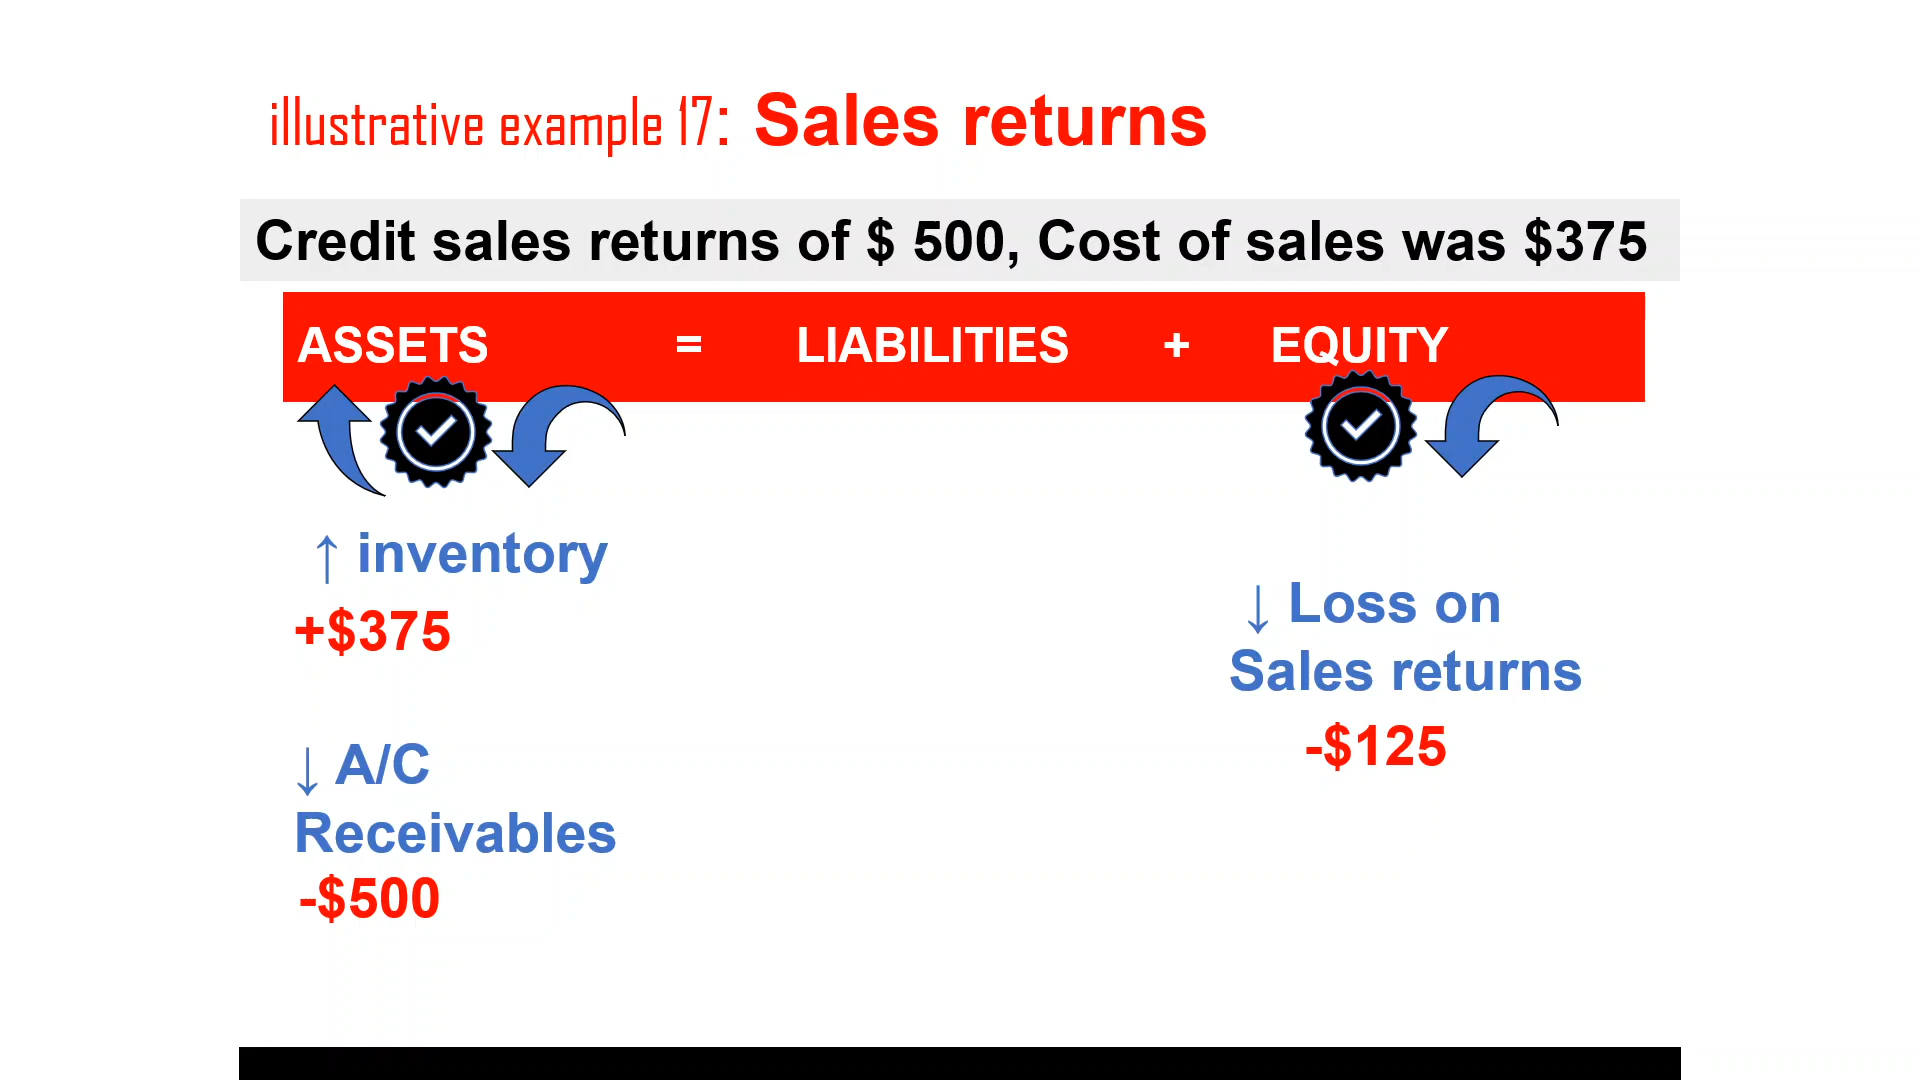 illustrative example 17: Sales returns
Credit sales returns of $ 500, Cost of sales was $375
ASSETS = LIABILITIES + EQUITY
↑ inventory
+$375
↓ A/C
Receivables
-$500
↓ Loss on
Sales returns
-$125